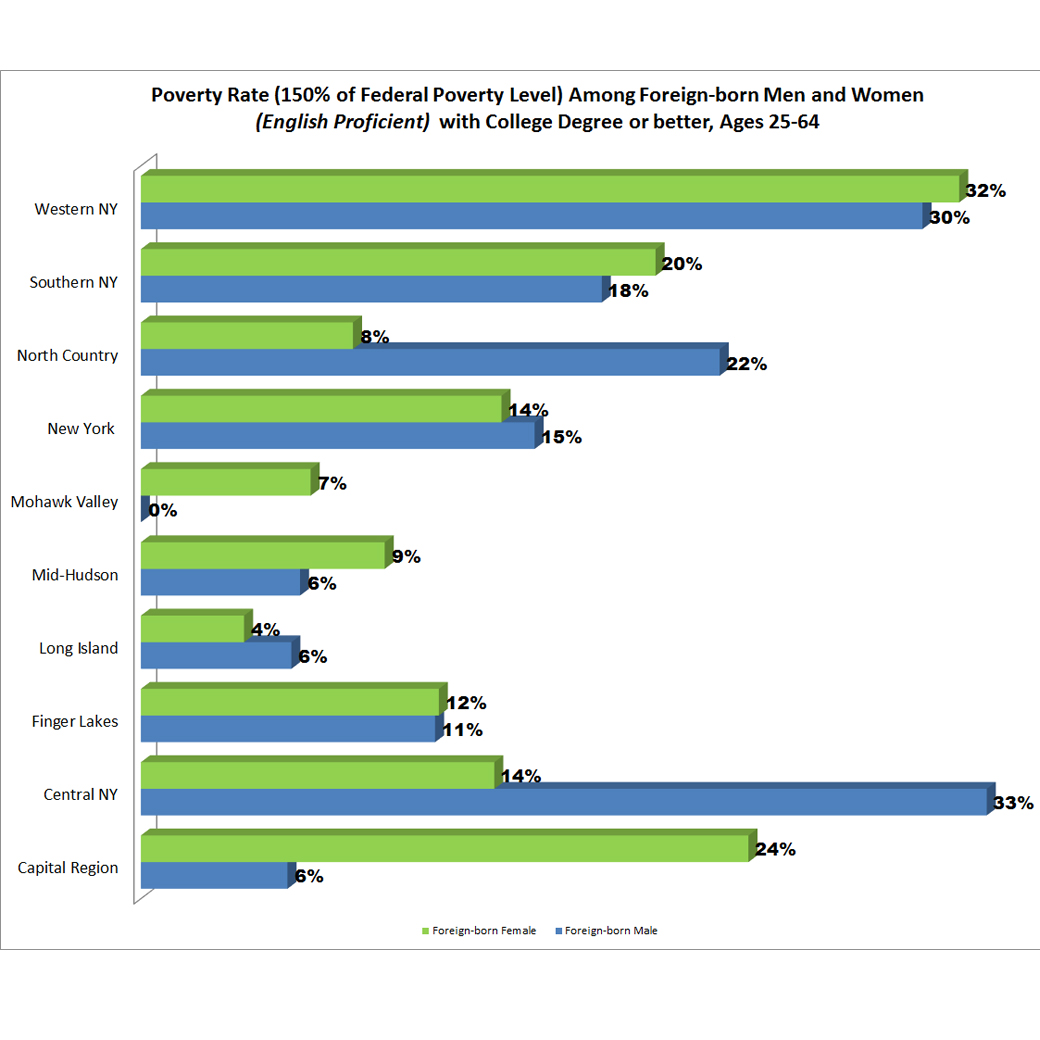 Poverty Rate (150% of Federal Poverty Level) Among Foreign-born Men and Women
(English Proficient) with College Degree or better, Ages 25-64
Western NY
32%
30%
Southern NY
20%
18%
North Country
8%
22%
New York
14%
15%
Mohawk Valley
7%
0%
Mid-Hudson
9%
6%
Long Island
4%
6%
Finger Lakes
12%
11%
Central NY
14%
33%
Capital Region
24%
6%
Foreign-born Female Foreign-born Male